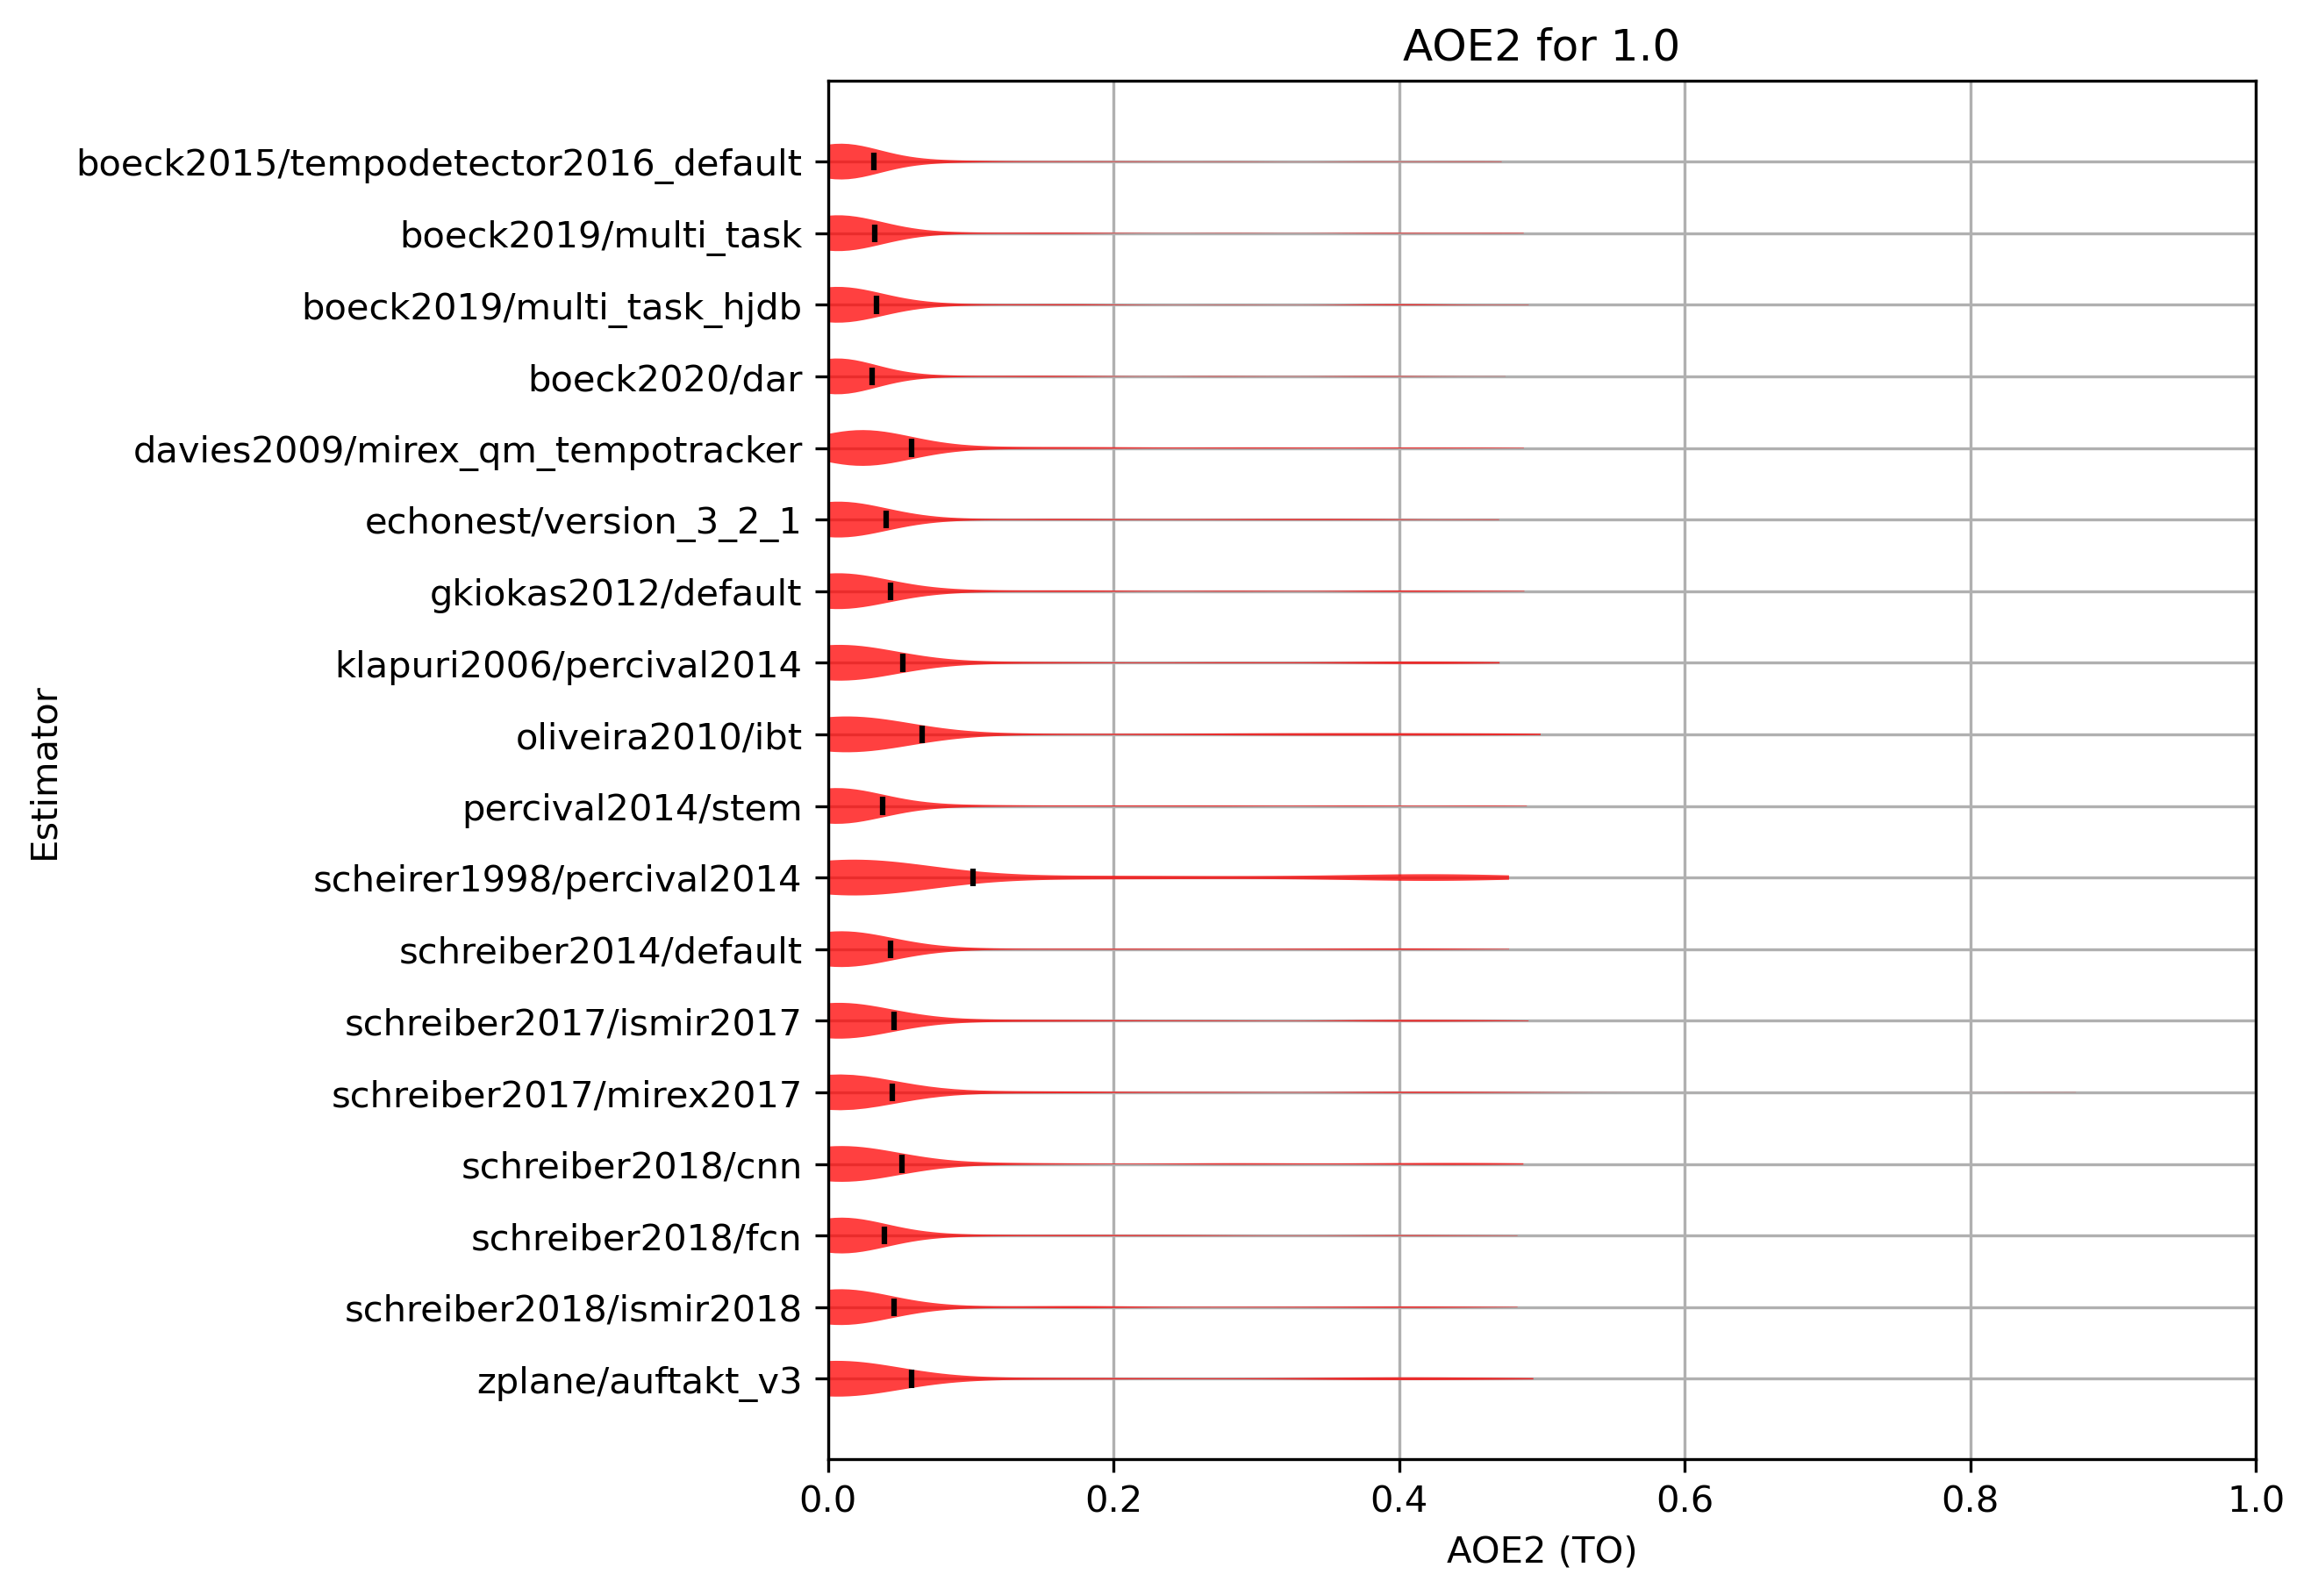 AOE2 for 1.0
boeck2015/tempodetector2016_default
boeck2019/multi_task
boeck2019/multi_task_hjdb
boeck2020/dar
davies2009/mirex_qm_tempotracker
echonest/version_3_2_1
gkiokas2012/default
klapuri2006/percival2014
oliveira2010/ibt
percival2014/stem
scheirer1998/percival2014
schreiber2014/default
schreiber2017/ismir2017
schreiber2017/mirex2017
schreiber2018/cnn
schreiber2018/fcn
schreiber2018/ismir2018
zplane/auftakt_v3
Estimator
0.0 0.2 0.4 0.6 0.8 1.0
AOE2 (TO)